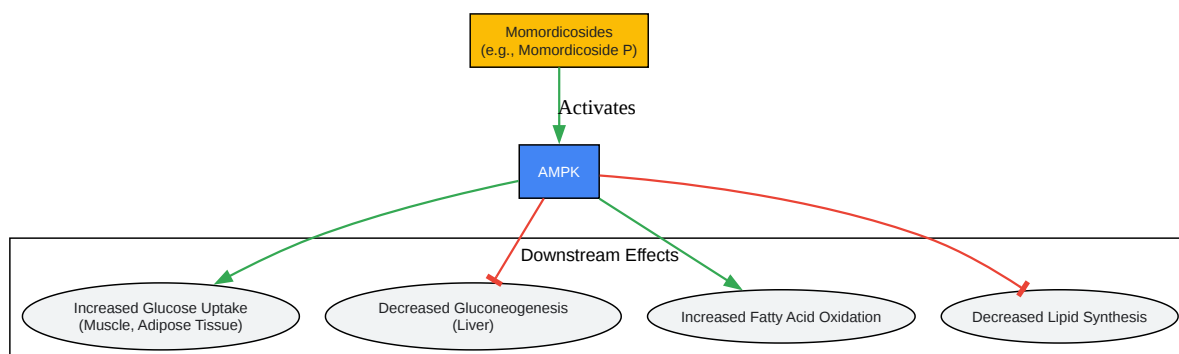 Momordicosides
(e.g., Momordicoside P)
Activates
AMPK
Downstream Effects
Increased Glucose Uptake
(Muscle, Adipose Tissue)
Decreased Gluconeogenesis
(Liver)
Increased Fatty Acid Oxidation
Decreased Lipid Synthesis